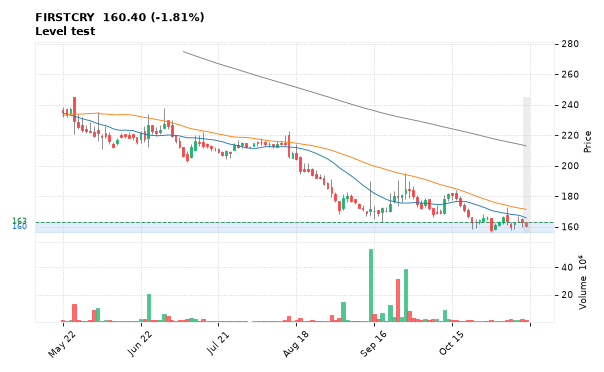 FIRSTCRY 160.40 (-1.81%)
Level test
280
260
240
220
200
180
160
Price
163
160
40
20
Volume 10⁴
May 22
Jun 22
Jul 21
Aug 18
Sep 16
Oct 15